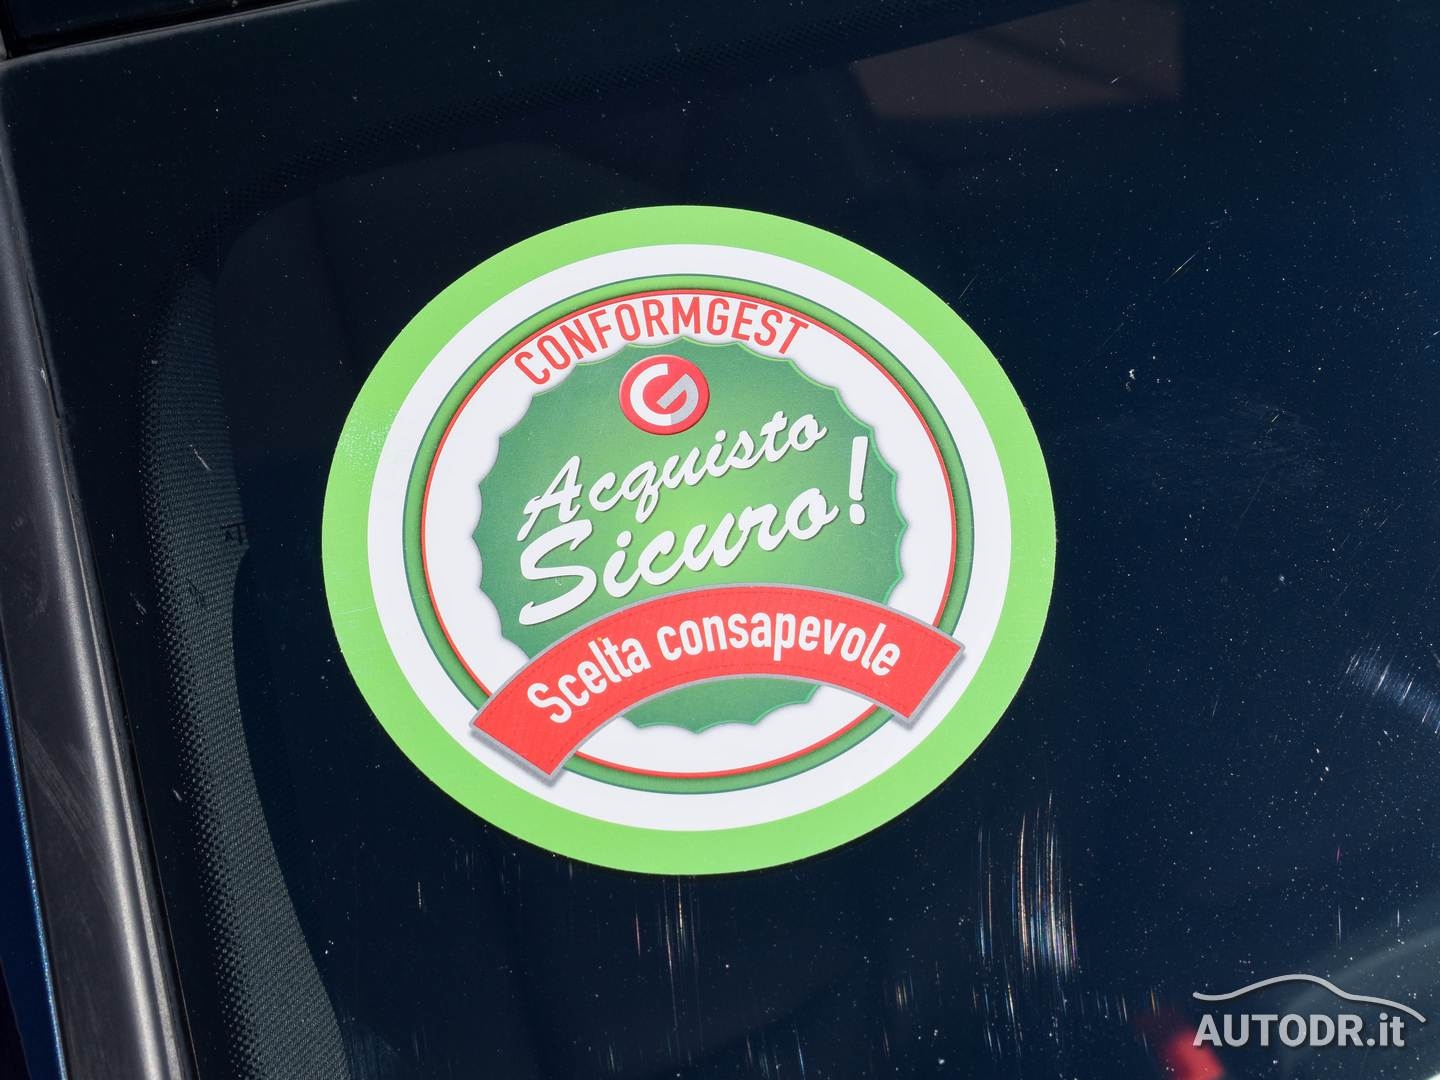 CONFORMGEST
G
Acquisto
Sicuro!
Scelta consapevole
AUTODR.it